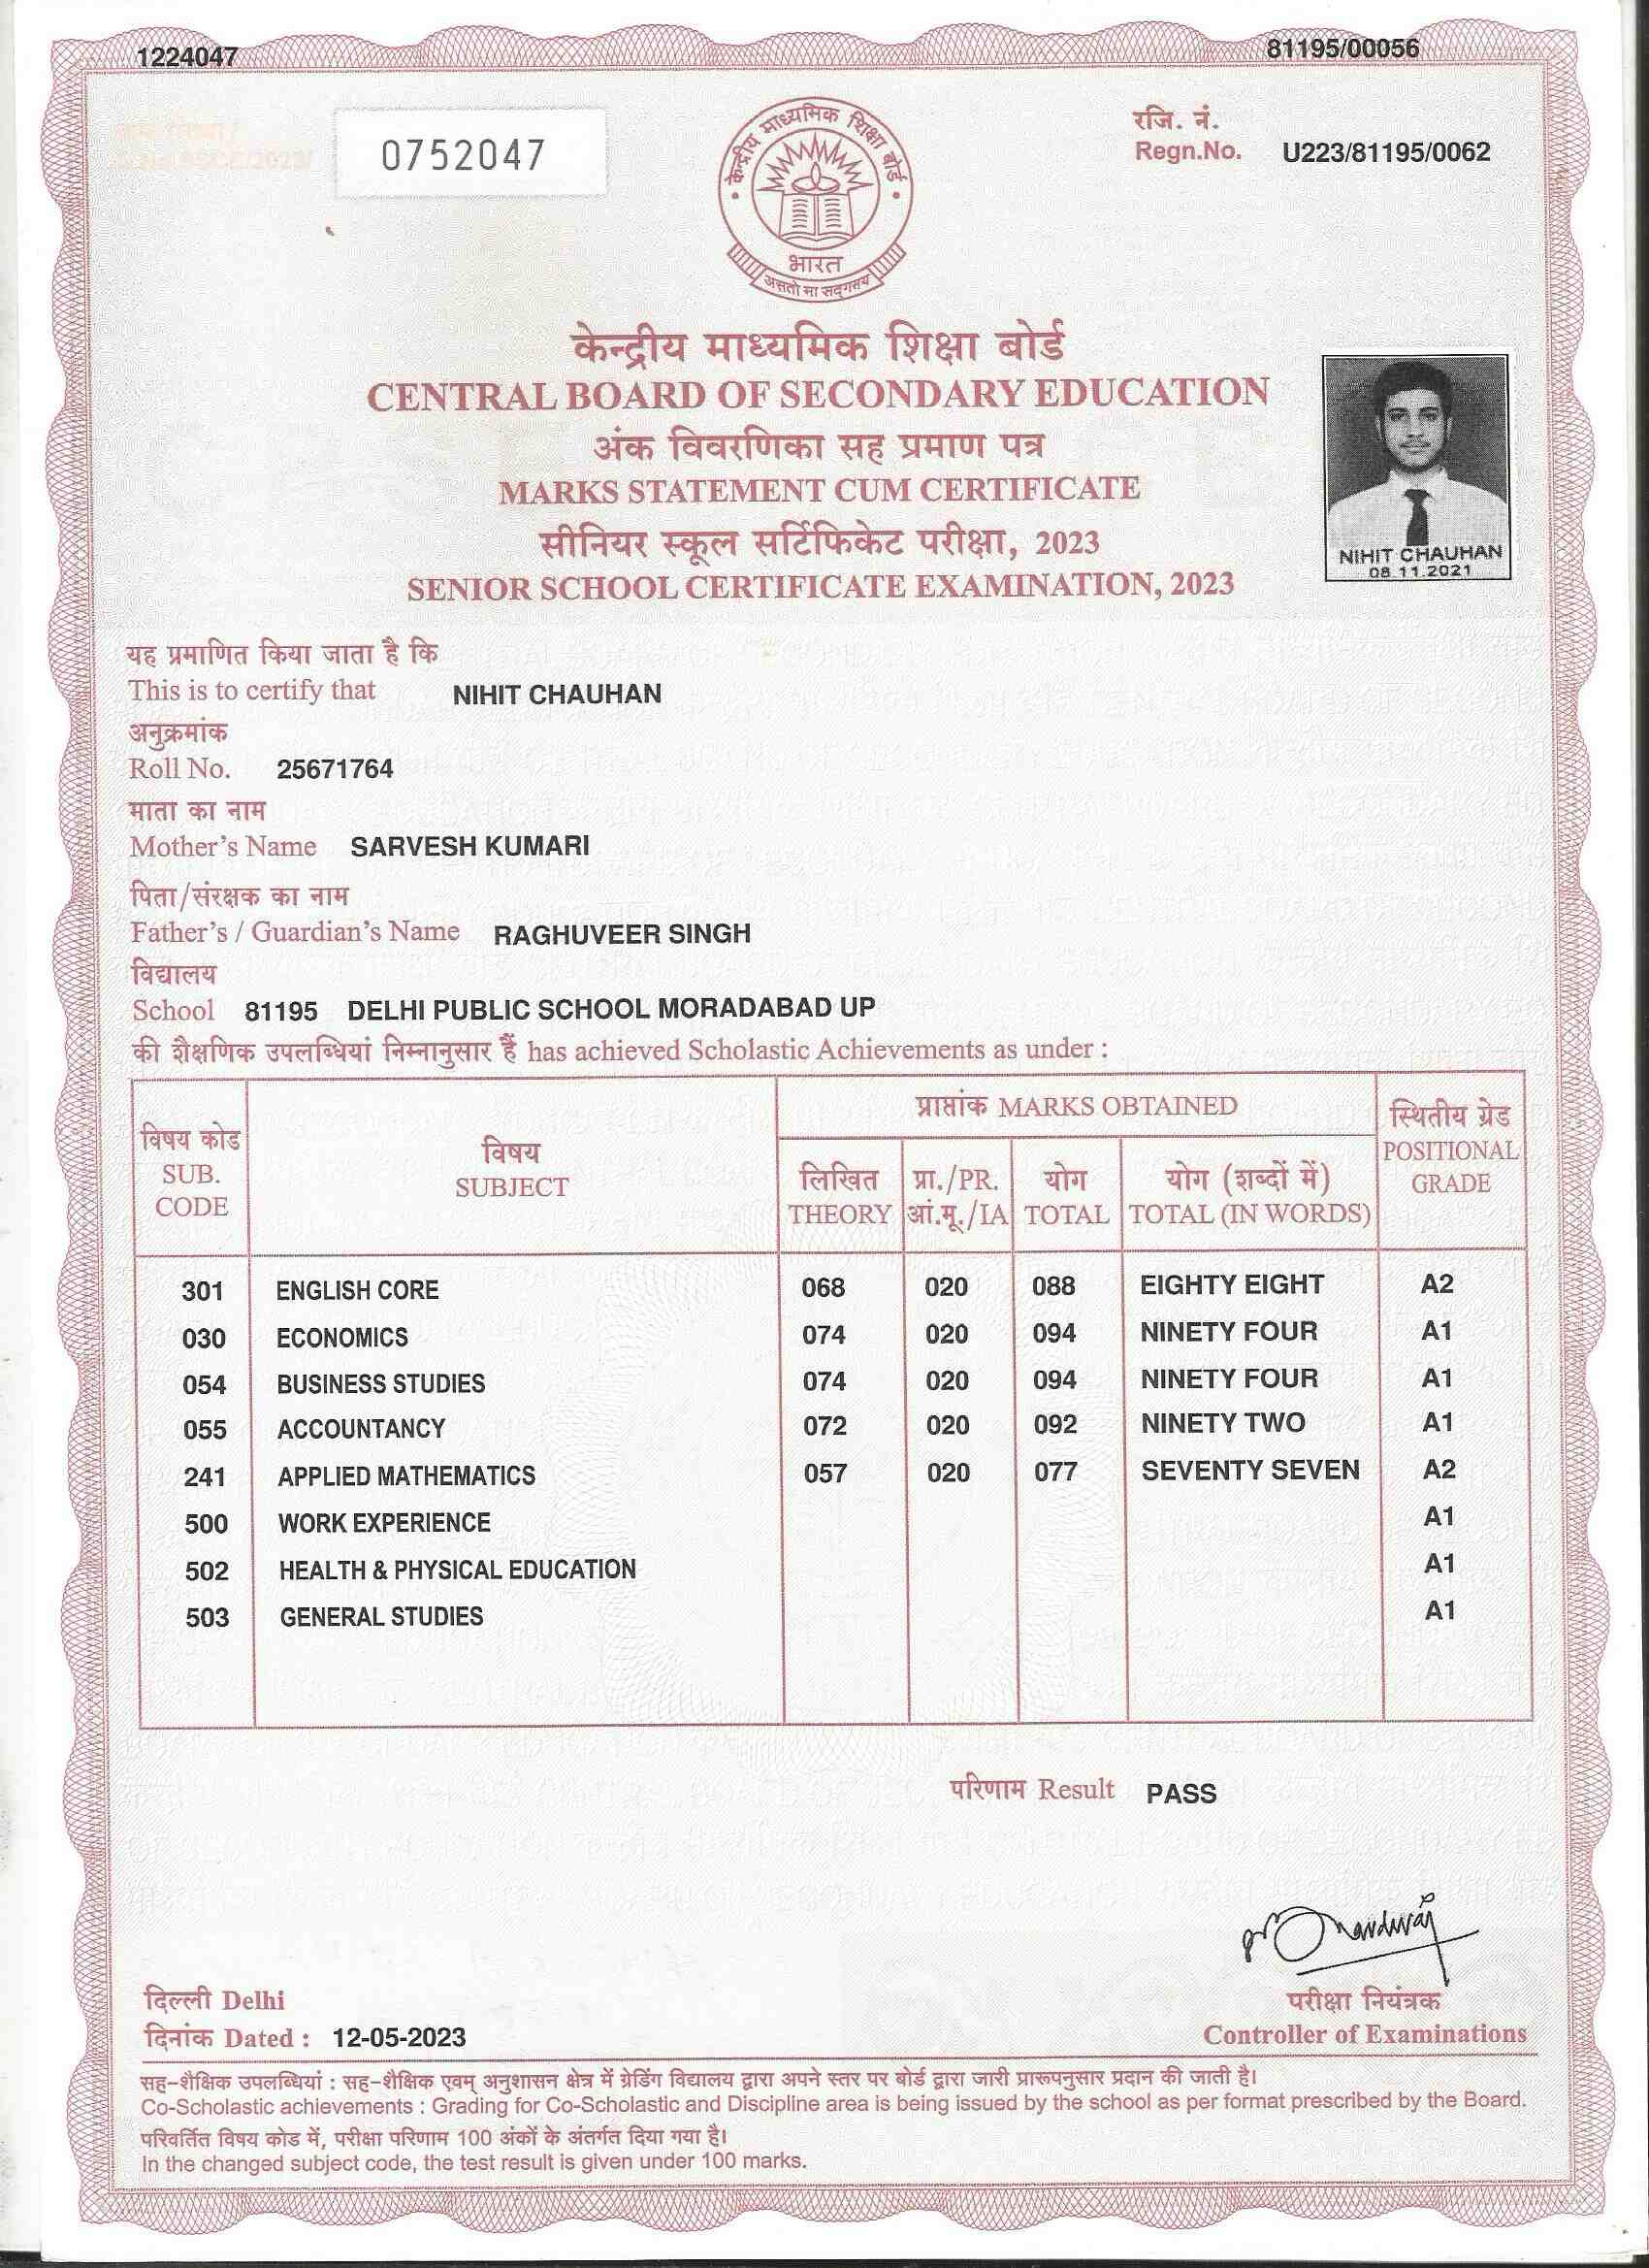 1224047
81195/00056
0752047
रजि. नं.
Regn.No. U223/81195/0062
केन्द्रीय माध्यमिक शिक्षा बोर्ड
भारत
असतो मा सद्गमय
केन्द्रीय माध्यमिक शिक्षा बोर्ड
CENTRAL BOARD OF SECONDARY EDUCATION
अंक विवरणिका सह प्रमाण पत्र
MARKS STATEMENT CUM CERTIFICATE
सीनियर स्कूल सर्टिफिकेट परीक्षा, 2023
SENIOR SCHOOL CERTIFICATE EXAMINATION, 2023
NIHIT CHAUHAN
08.11.2021
यह प्रमाणित किया जाता है कि
This is to certify that NIHIT CHAUHAN
अनुक्रमांक
Roll No. 25671764
माता का नाम
Mother's Name SARVESH KUMARI
पिता/संरक्षक का नाम
Father's / Guardian's Name RAGHUVEER SINGH
विद्यालय
School 81195 DELHI PUBLIC SCHOOL MORADABAD UP
की शैक्षणिक उपलब्धियां निम्नानुसार हैं has achieved Scholastic Achievements as under :
विषय कोड
SUB.
CODE
विषय
SUBJECT
प्राप्तांक MARKS OBTAINED
लिखित
THEORY
प्रा./PR.
आं.मू./IA
योग
TOTAL
योग (शब्दों में)
TOTAL (IN WORDS)
स्थितीय ग्रेड
POSITIONAL
GRADE
301 ENGLISH CORE 068 020 088 EIGHTY EIGHT A2
030 ECONOMICS 074 020 094 NINETY FOUR A1
054 BUSINESS STUDIES 074 020 094 NINETY FOUR A1
055 ACCOUNTANCY 072 020 092 NINETY TWO A1
241 APPLIED MATHEMATICS 057 020 077 SEVENTY SEVEN A2
500 WORK EXPERIENCE A1
502 HEALTH & PHYSICAL EDUCATION A1
503 GENERAL STUDIES A1
परिणाम Result PASS
दिल्ली Delhi
दिनांक Dated : 12-05-2023
परीक्षा नियंत्रक
Controller of Examinations
सह-शैक्षिक उपलब्धियां : सह-शैक्षिक एवम् अनुशासन क्षेत्र में ग्रेडिंग विद्यालय द्वारा अपने स्तर पर बोर्ड द्वारा जारी प्रारूपनुसार प्रदान की जाती है।
Co-Scholastic achievements : Grading for Co-Scholastic and Discipline area is being issued by the school as per format prescribed by the Board.
परिवर्तित विषय कोड में, परीक्षा परिणाम 100 अंकों के अंतर्गत दिया गया है।
In the changed subject code, the test result is given under 100 marks.